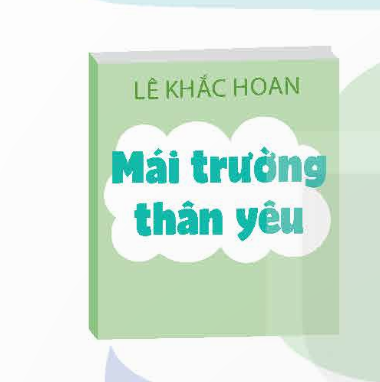 LÊ KHẮC HOAN
Mái trường
thân yêu